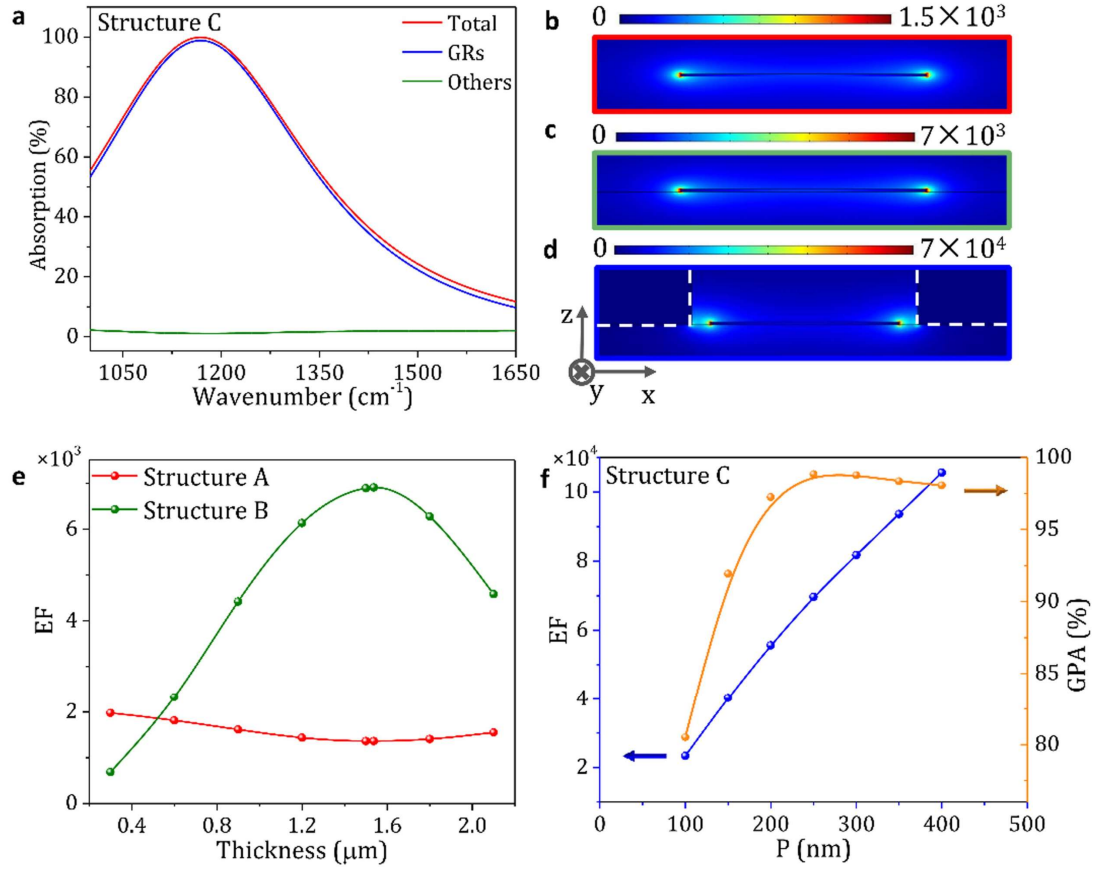 a
Structure C
Total
GRs
Others
100
80
60
40
20
0
Absorption (%)
1050
1200
1350
1500
1650
Wavenumber (cm⁻¹)
b
0
1.5×10³
c
0
7×10³
d
0
7×10⁴
z
y
x
e
×10³
Structure A
Structure B
6
4
2
0
EF
0.4
0.8
1.2
1.6
2.0
Thickness (μm)
f
×10⁴
Structure C
10
8
6
4
2
EF
100
95
90
85
80
GPA (%)
0
100
200
300
400
500
P (nm)